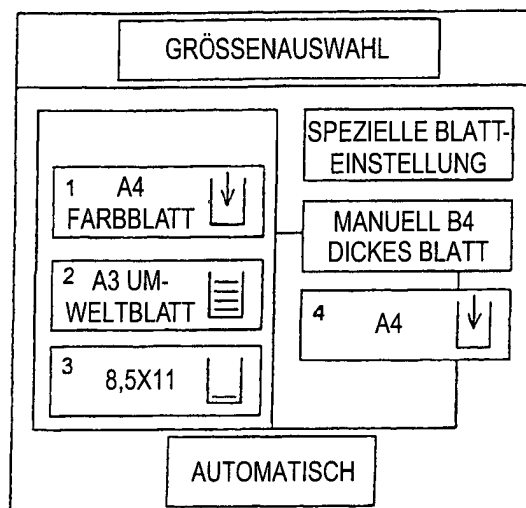 GRÖSSENAUSWAHL
SPEZIELLE BLATT-
EINSTELLUNG
1 A4
FARBBLATT
MANUELL B4
DICKES BLATT
2 A3 UM-
WELTBLATT
4 A4
3 8,5X11
AUTOMATISCH